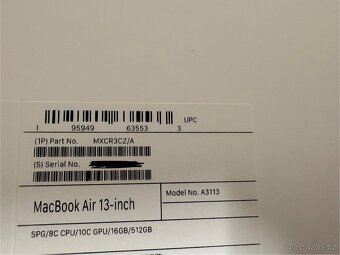 UPC
1 95949 63553 3
(1P) Part No. MXCR3CZ/A
(S) Serial No.
MacBook Air 13-inch
Model No. A3113
SPG/8C CPU/10C GPU/16GB/512GB
Bazoš.cz